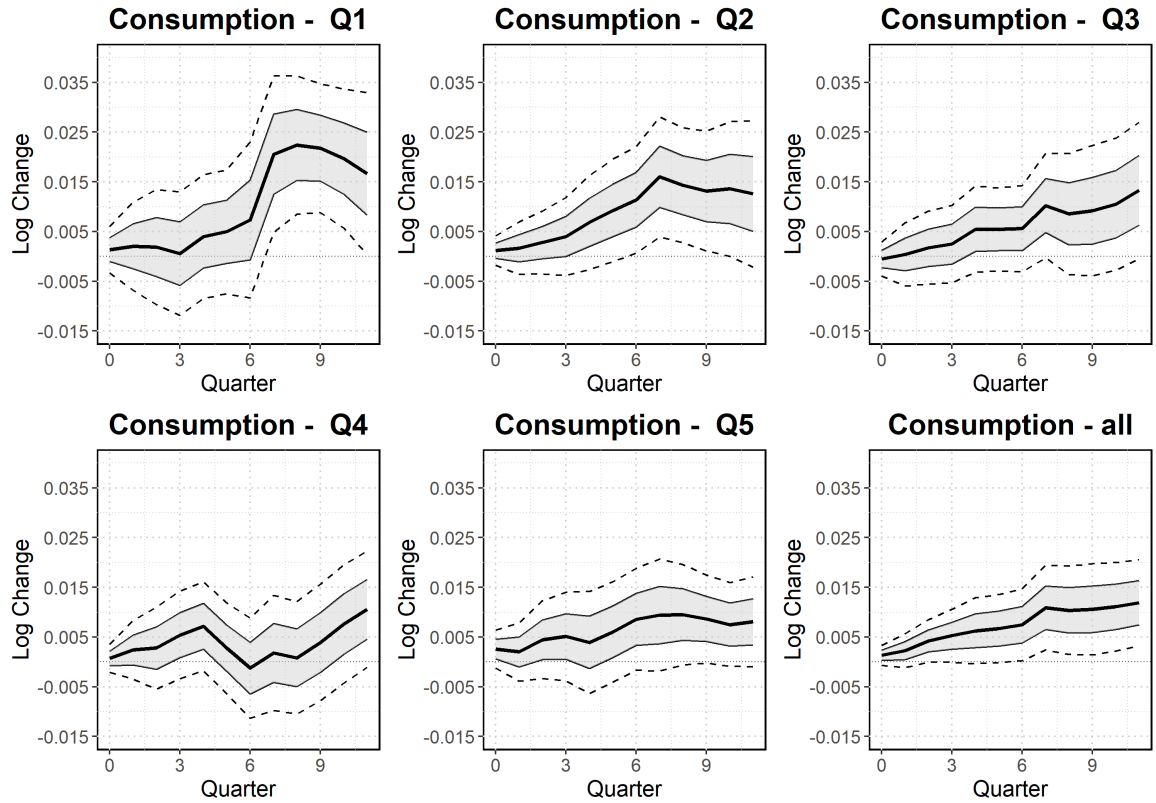 Consumption -  Q1
Log Change
0.035
0.025
0.015
0.005
-0.005
-0.015
0 3 6 9
Quarter
Consumption -  Q2
Log Change
0.035
0.025
0.015
0.005
-0.005
-0.015
0 3 6 9
Quarter
Consumption -  Q3
Log Change
0.035
0.025
0.015
0.005
-0.005
-0.015
0 3 6 9
Quarter
Consumption -  Q4
Log Change
0.035
0.025
0.015
0.005
-0.005
-0.015
0 3 6 9
Quarter
Consumption -  Q5
Log Change
0.035
0.025
0.015
0.005
-0.005
-0.015
0 3 6 9
Quarter
Consumption - all
Log Change
0.035
0.025
0.015
0.005
-0.005
-0.015
0 3 6 9
Quarter